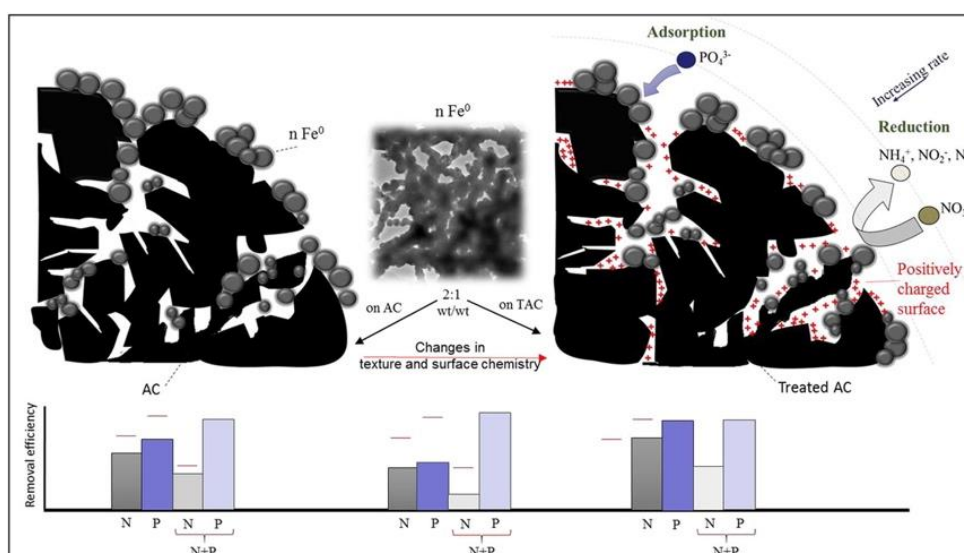 Adsorption
PO₄³⁻
Increasing rate
n Fe⁰
n Fe⁰
Reduction
NH₄⁺, NO₂⁻, N
NO₃
Positively
charged
surface
2:1
wt/wt
on AC
on TAC
Changes in
texture and surface chemistry
AC
Treated AC
Removal efficiency
N P N P
N+P
N P N P
N+P
N P N P
N+P